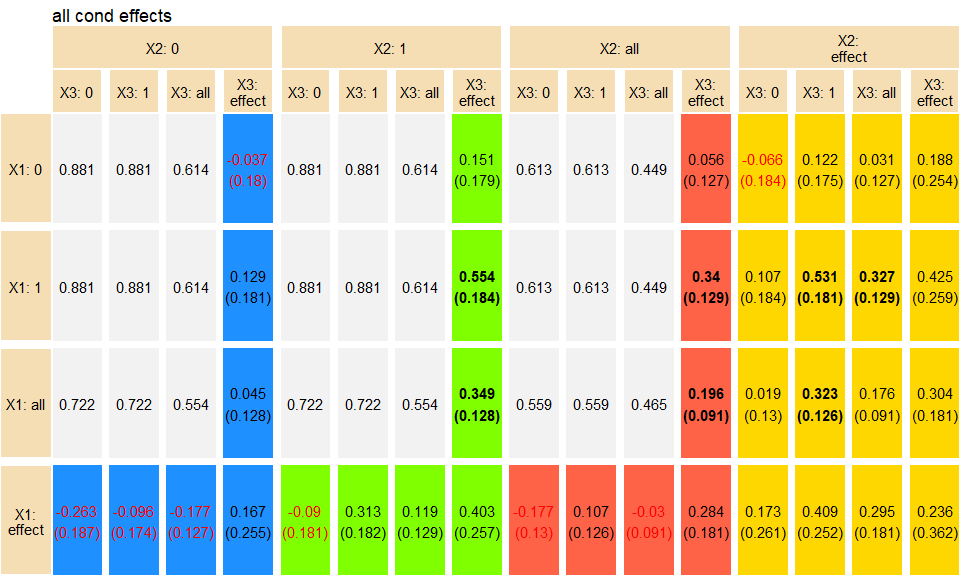 all cond effects
X2: 0 X2: 1 X2: all X2:
effect
X3: 0 X3: 1 X3: all X3:
effect X3: 0 X3: 1 X3: all X3:
effect X3: 0 X3: 1 X3: all X3:
effect X3: 0 X3: 1 X3: all X3:
effect
X1: 0 0.881 0.881 0.614 -0.037 0.881 0.881 0.614 0.151 0.613 0.613 0.449 0.056 -0.066 0.122 0.031 0.188
(0.18) (0.179) (0.127) (0.184) (0.175) (0.127) (0.254)
X1: 1 0.881 0.881 0.614 0.129 0.881 0.881 0.614 0.554 0.613 0.613 0.449 0.34 0.107 0.531 0.327 0.425
(0.181) (0.184) (0.129) (0.184) (0.181) (0.129) (0.259)
X1: all 0.722 0.722 0.554 0.045 0.722 0.722 0.554 0.349 0.559 0.559 0.465 0.196 0.019 0.323 0.176 0.304
(0.128) (0.128) (0.091) (0.13) (0.126) (0.091) (0.181)
X1:
effect -0.263 -0.096 -0.177 0.167 -0.09 0.313 0.119 0.403 -0.177 0.107 -0.03 0.284 0.173 0.409 0.295 0.236
(0.187) (0.174) (0.127) (0.255) (0.181) (0.182) (0.129) (0.257) (0.13) (0.126) (0.091) (0.181) (0.261) (0.252) (0.181) (0.362)